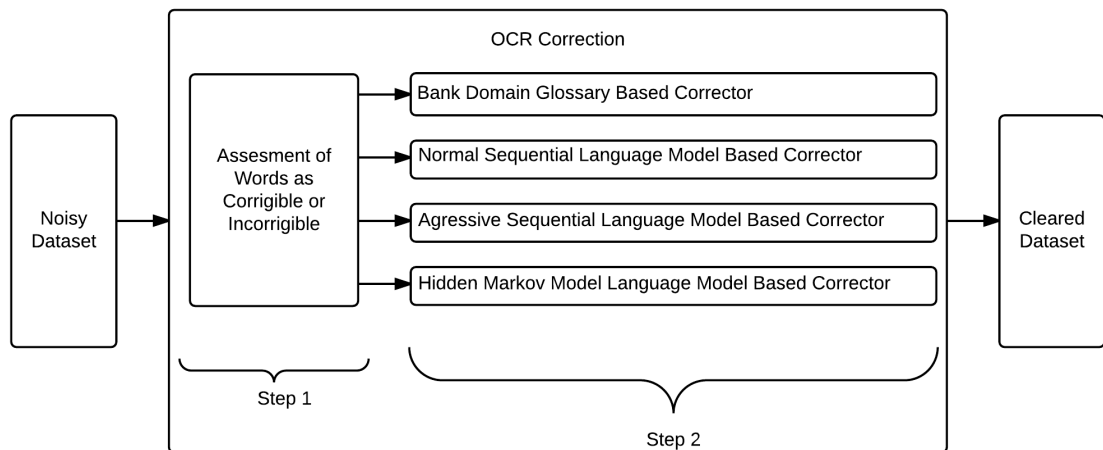 OCR Correction
Noisy
Dataset
Assesment of
Words as
Corrigible or
Incorrigible
Bank Domain Glossary Based Corrector
Normal Sequential Language Model Based Corrector
Agressive Sequential Language Model Based Corrector
Hidden Markov Model Language Model Based Corrector
Cleared
Dataset
Step 1
Step 2